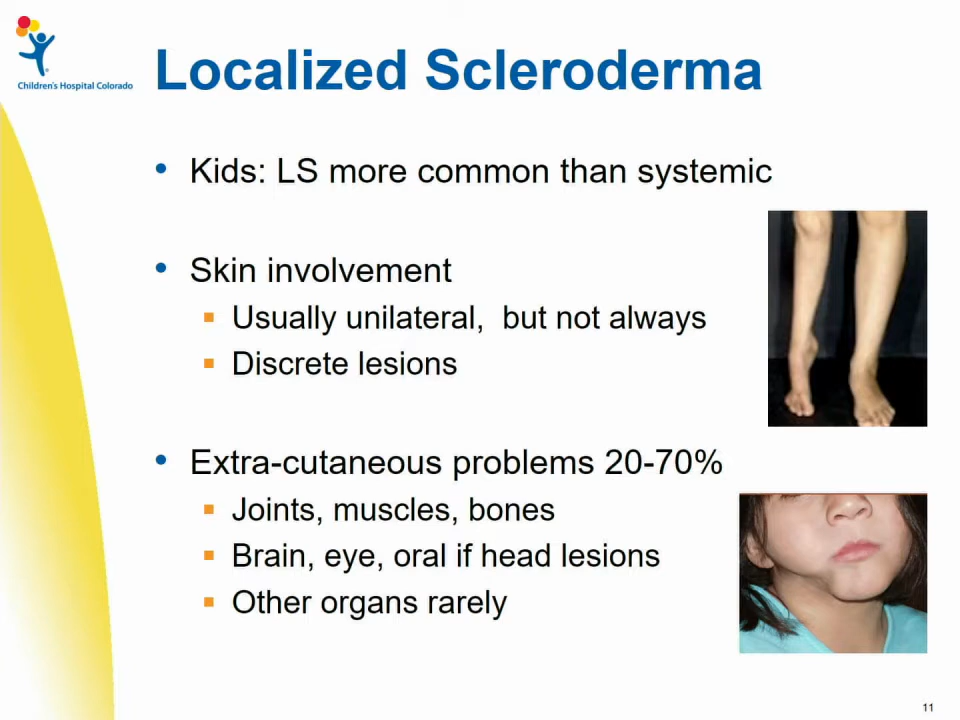 Children's Hospital Colorado
Localized Scleroderma
• Kids: LS more common than systemic
• Skin involvement
▪ Usually unilateral, but not always
▪ Discrete lesions
• Extra-cutaneous problems 20-70%
▪ Joints, muscles, bones
▪ Brain, eye, oral if head lesions
▪ Other organs rarely
11